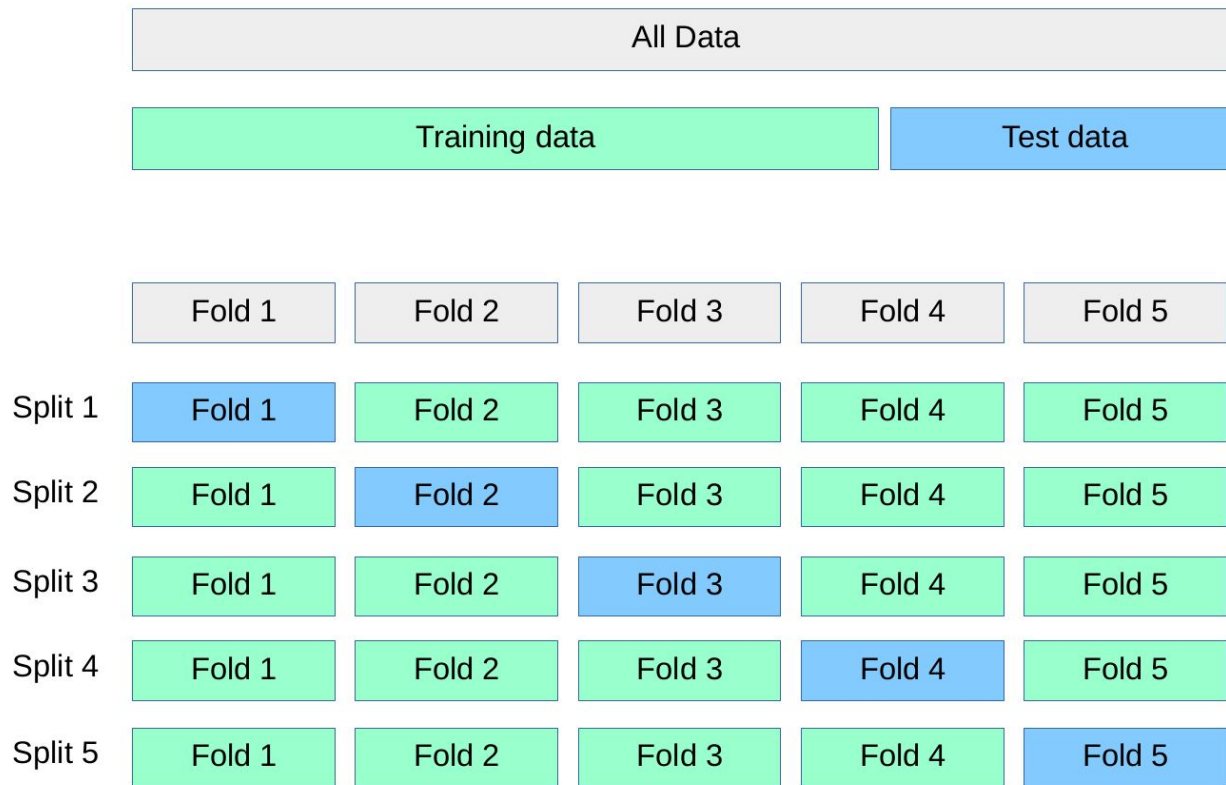 All Data
Training data Test data
Fold 1 Fold 2 Fold 3 Fold 4 Fold 5
Split 1 Fold 1 Fold 2 Fold 3 Fold 4 Fold 5
Split 2 Fold 1 Fold 2 Fold 3 Fold 4 Fold 5
Split 3 Fold 1 Fold 2 Fold 3 Fold 4 Fold 5
Split 4 Fold 1 Fold 2 Fold 3 Fold 4 Fold 5
Split 5 Fold 1 Fold 2 Fold 3 Fold 4 Fold 5